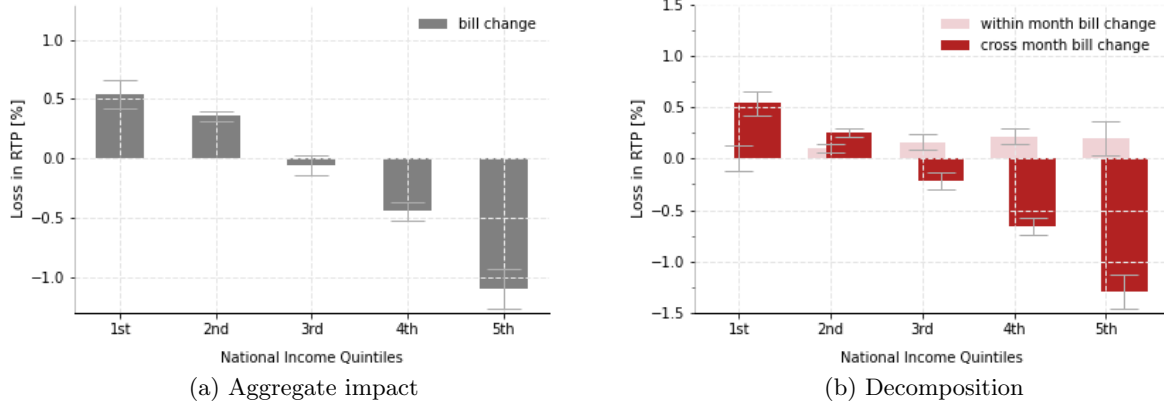 bill change
Loss in RTP [%]
1.0
0.5
0.0
−0.5
−1.0
1st 2nd 3rd 4th 5th
National Income Quintiles
(a) Aggregate impact
within month bill change
cross month bill change
Loss in RTP [%]
1.5
1.0
0.5
0.0
−0.5
−1.0
−1.5
1st 2nd 3rd 4th 5th
National Income Quintiles
(b) Decomposition